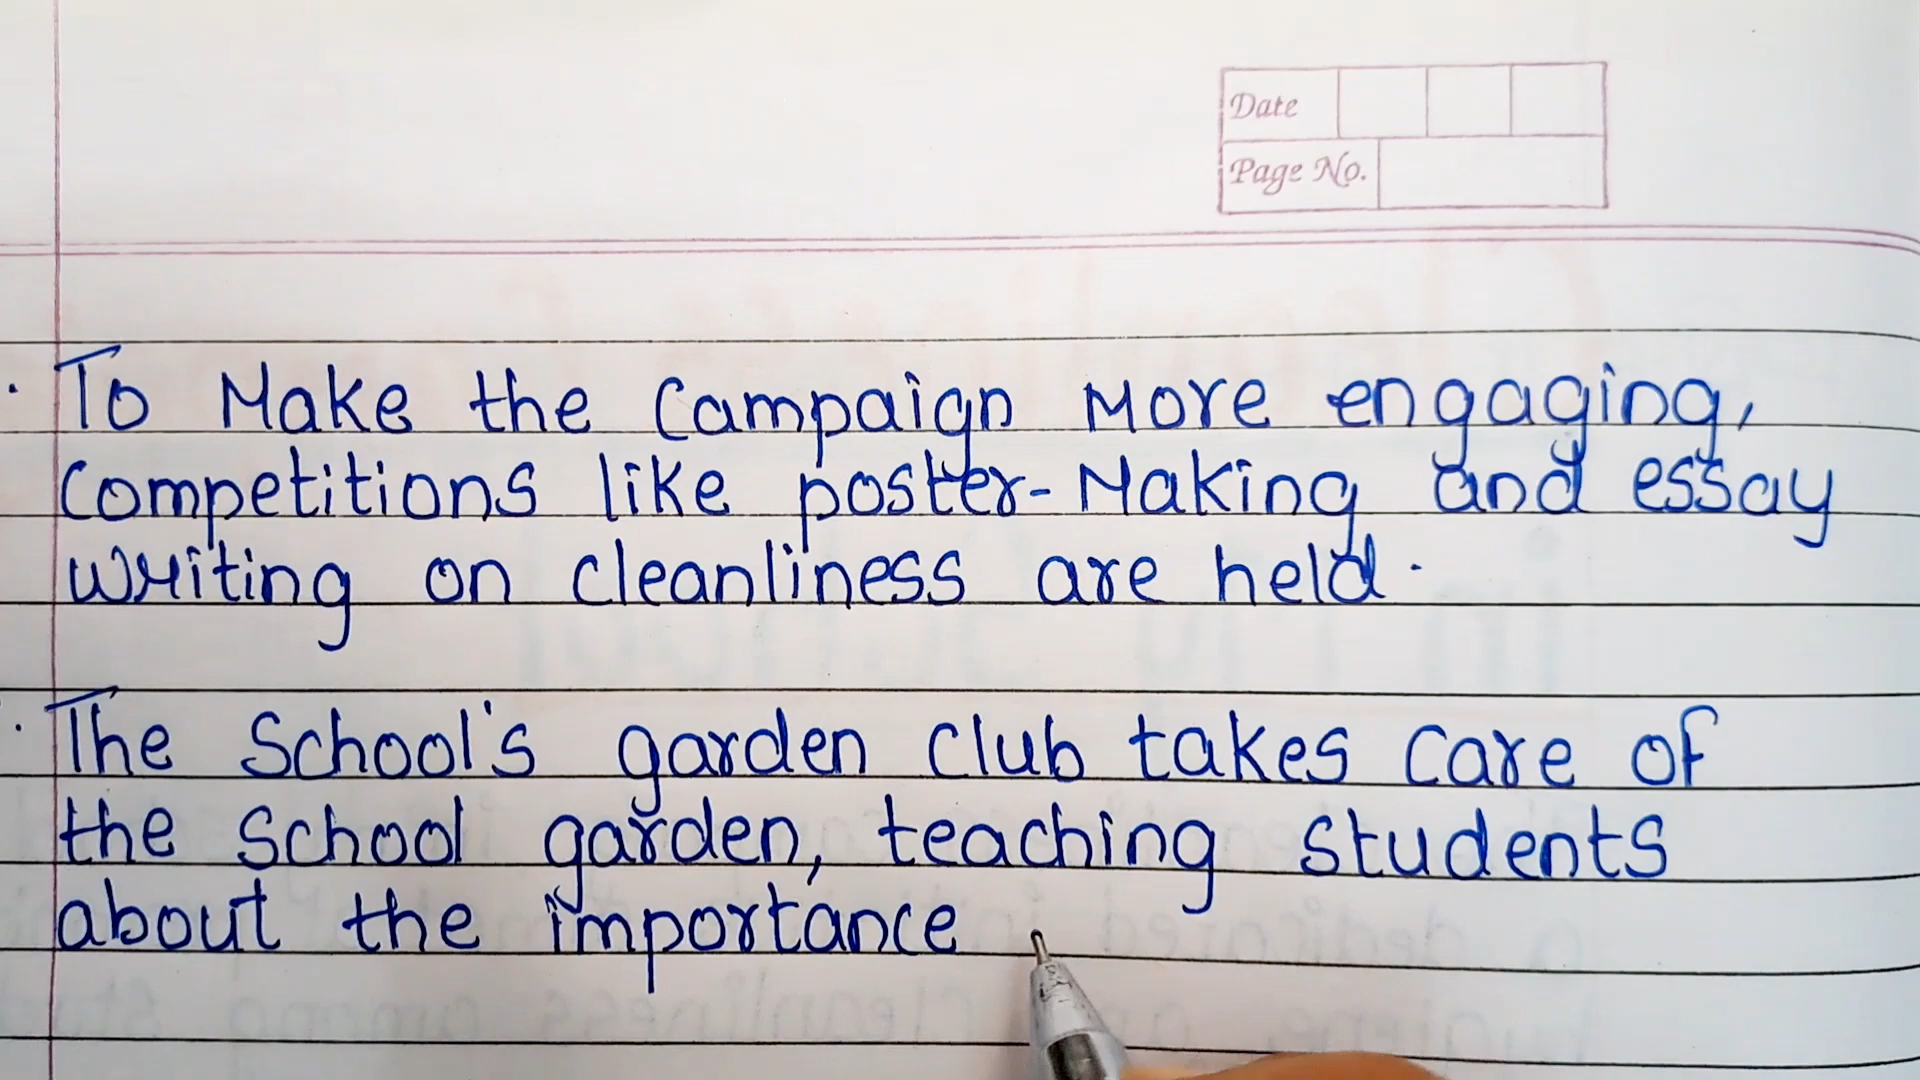 Date
Page No.
· To Make the Campaign More engaging,
Competitions like poster-Making and essay
writing on cleanliness are held.
· The School's garden club takes care of
the School garden, teaching students
about the importance